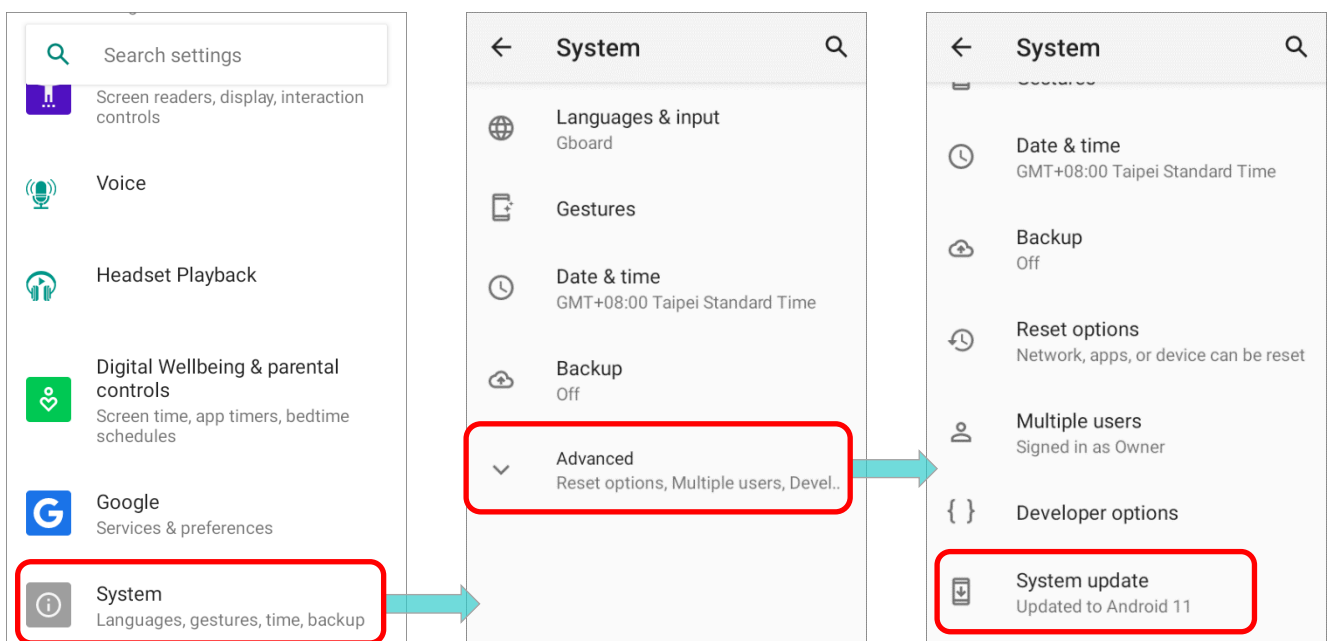 Search settings
Screen readers, display, interaction
controls
Voice
Headset Playback
Digital Wellbeing & parental
controls
Screen time, app timers, bedtime
schedules
Google
Services & preferences
System
Languages, gestures, time, backup
System
Languages & input
Gboard
Gestures
Date & time
GMT+08:00 Taipei Standard Time
Backup
Off
Advanced
Reset options, Multiple users, Devel..
System
Date & time
GMT+08:00 Taipei Standard Time
Backup
Off
Reset options
Network, apps, or device can be reset
Multiple users
Signed in as Owner
{ } Developer options
System update
Updated to Android 11